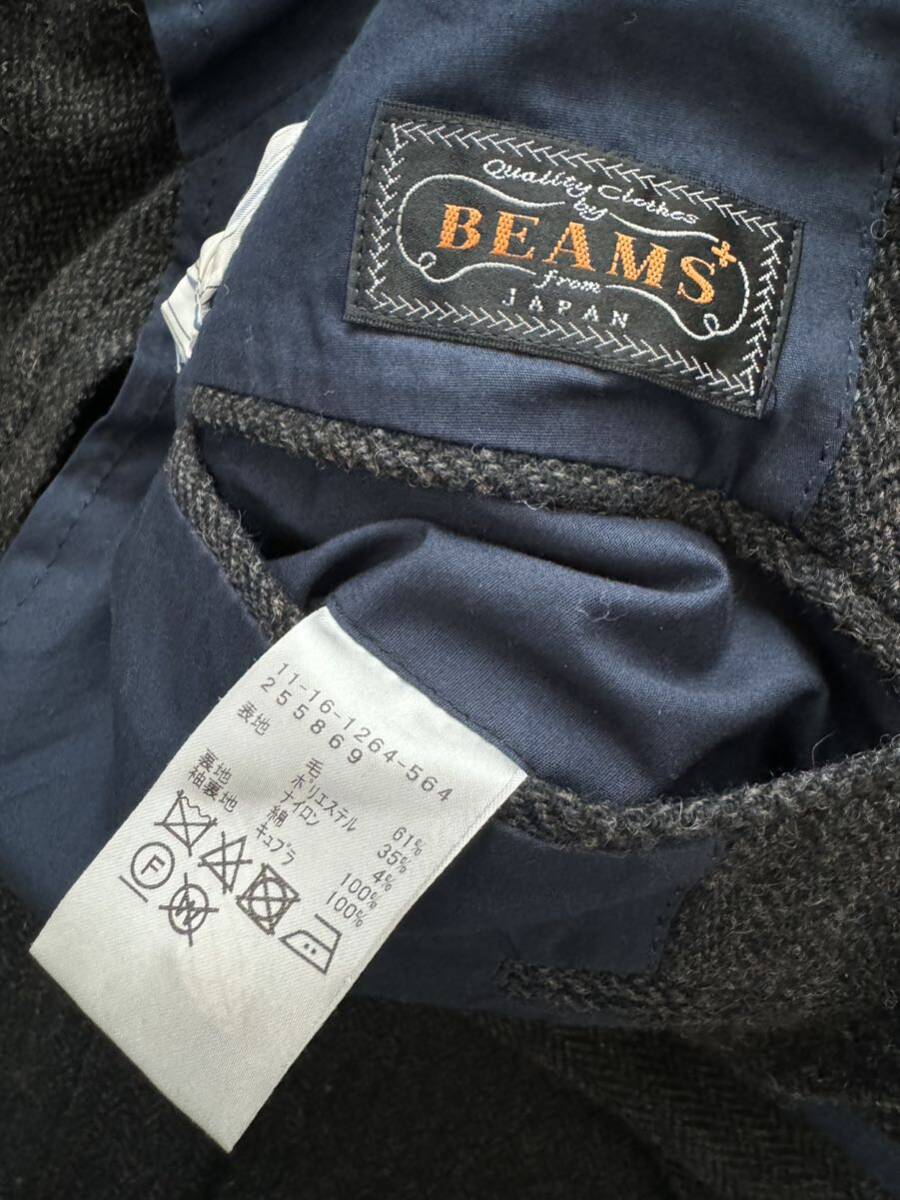 Quality Clothes
by
BEAMS+
from
JAPAN
11-16-1264-564
255869
表地 毛 61%
ポリエステル 35%
ナイロン 4%
裏地 綿 100%
袖裏地 キュプラ 100%
F
W